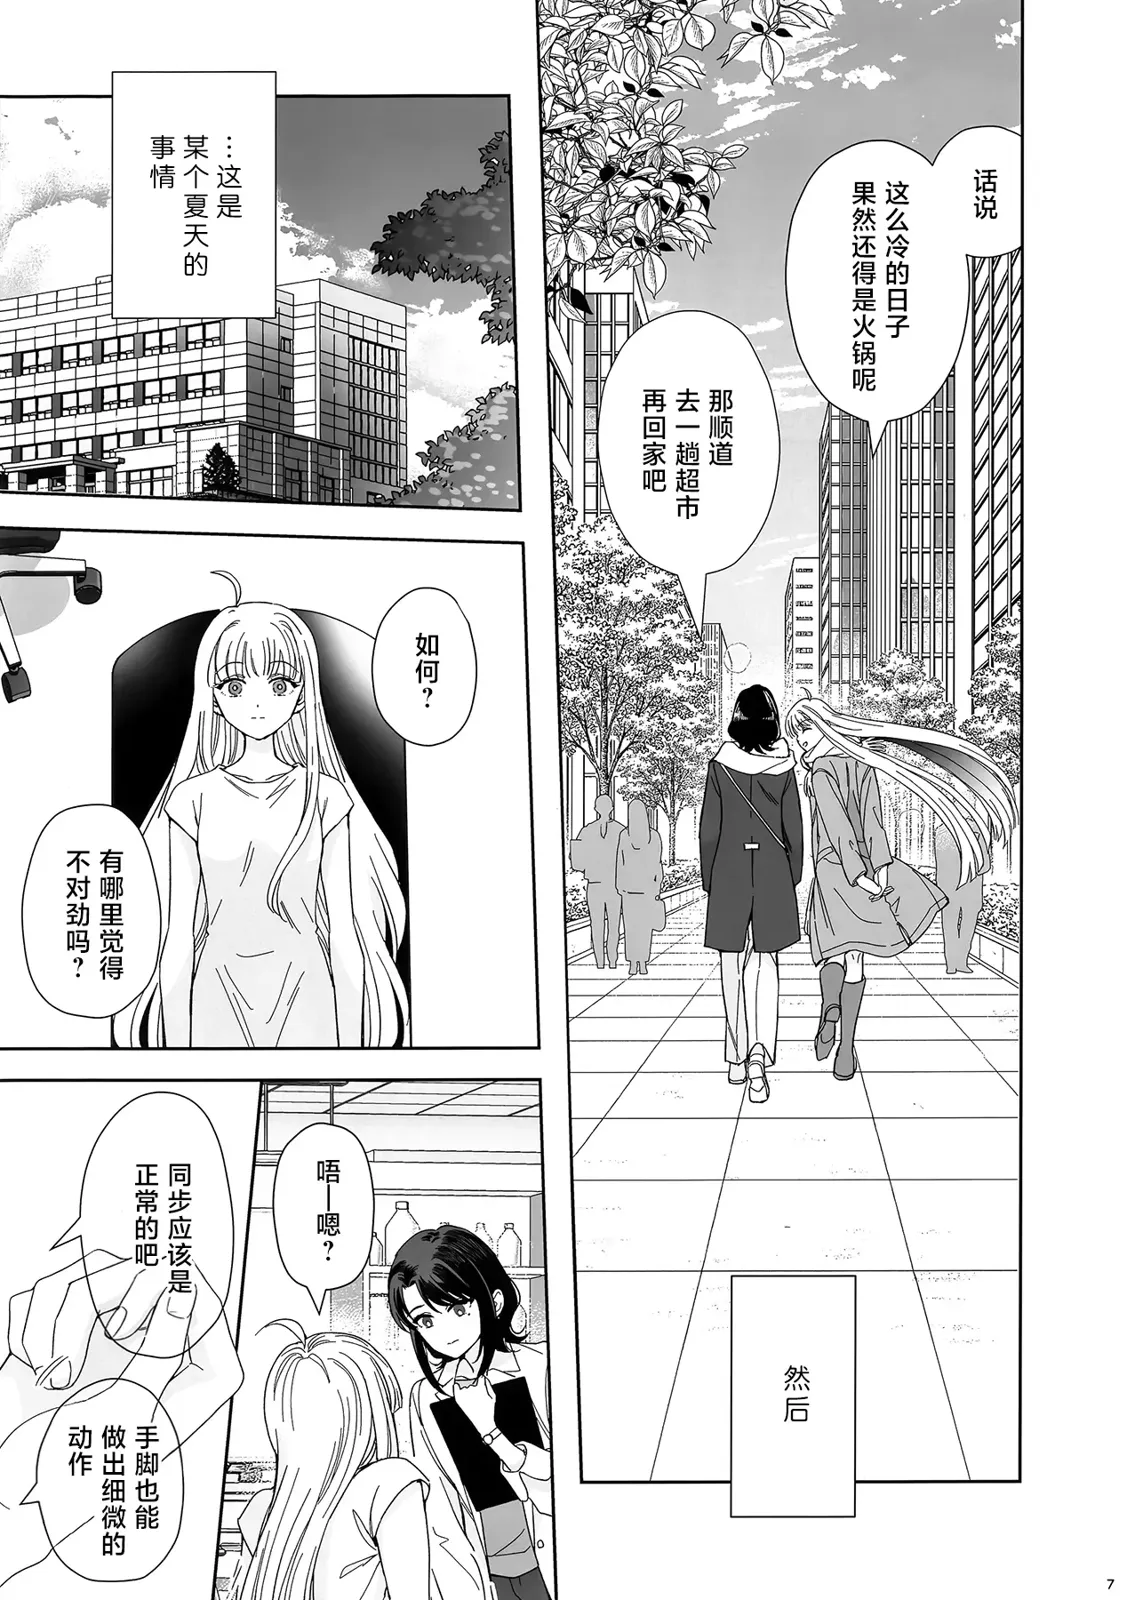 话说
这么冷的日子
果然还得是火锅呢
那顺道
去一趟超市
再回家吧
然后
…这是
某个夏天的
事情
如何？
有哪里觉得
不对劲吗？
唔—嗯？
同步应该是
正常的吧
手脚也能
做出细微的
动作
7